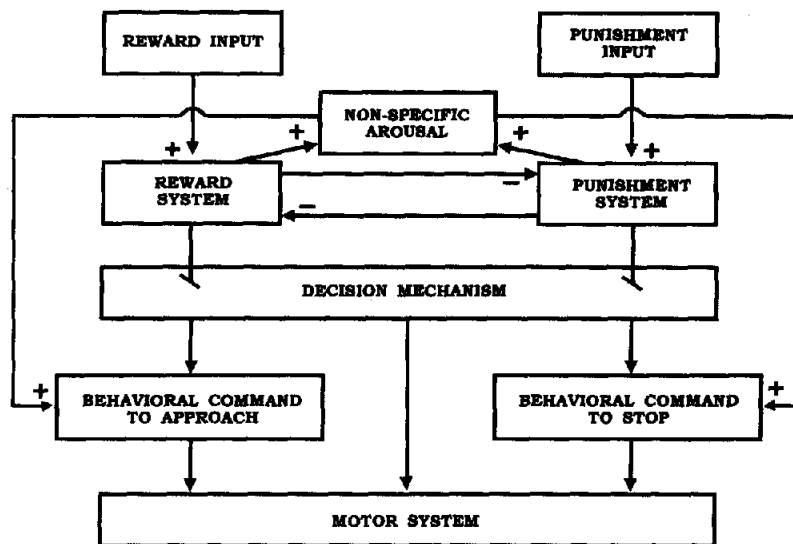 REWARD INPUT
PUNISHMENT
INPUT
NON-SPECIFIC
AROUSAL
+
+
+
+
REWARD
SYSTEM
PUNISHMENT
SYSTEM
−
−
DECISION MECHANISM
+
+
BEHAVIORAL COMMAND
TO APPROACH
BEHAVIORAL COMMAND
TO STOP
MOTOR SYSTEM